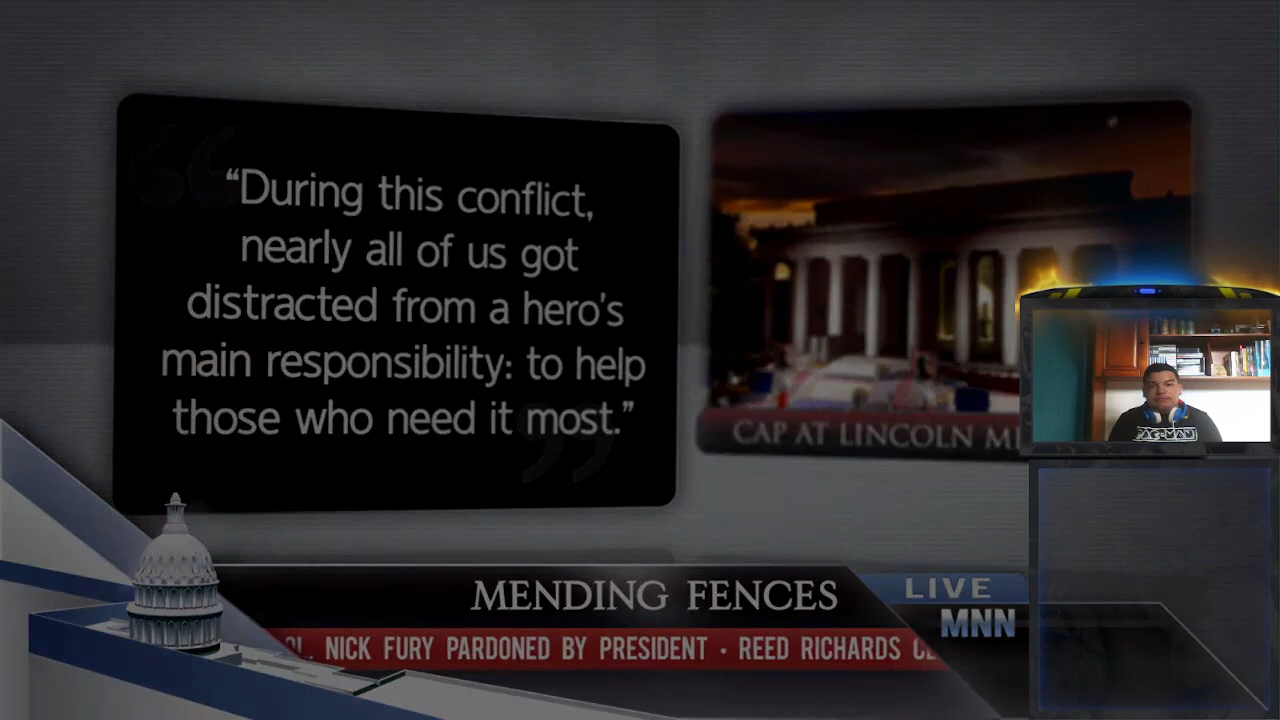 “During this conflict,
nearly all of us got
distracted from a hero's
main responsibility: to help
those who need it most.”
CAP AT LINCOLN
MENDING FENCES
LIVE
MNN
NICK FURY PARDONED BY PRESIDENT • REED RICHARDS
PAC-MAN